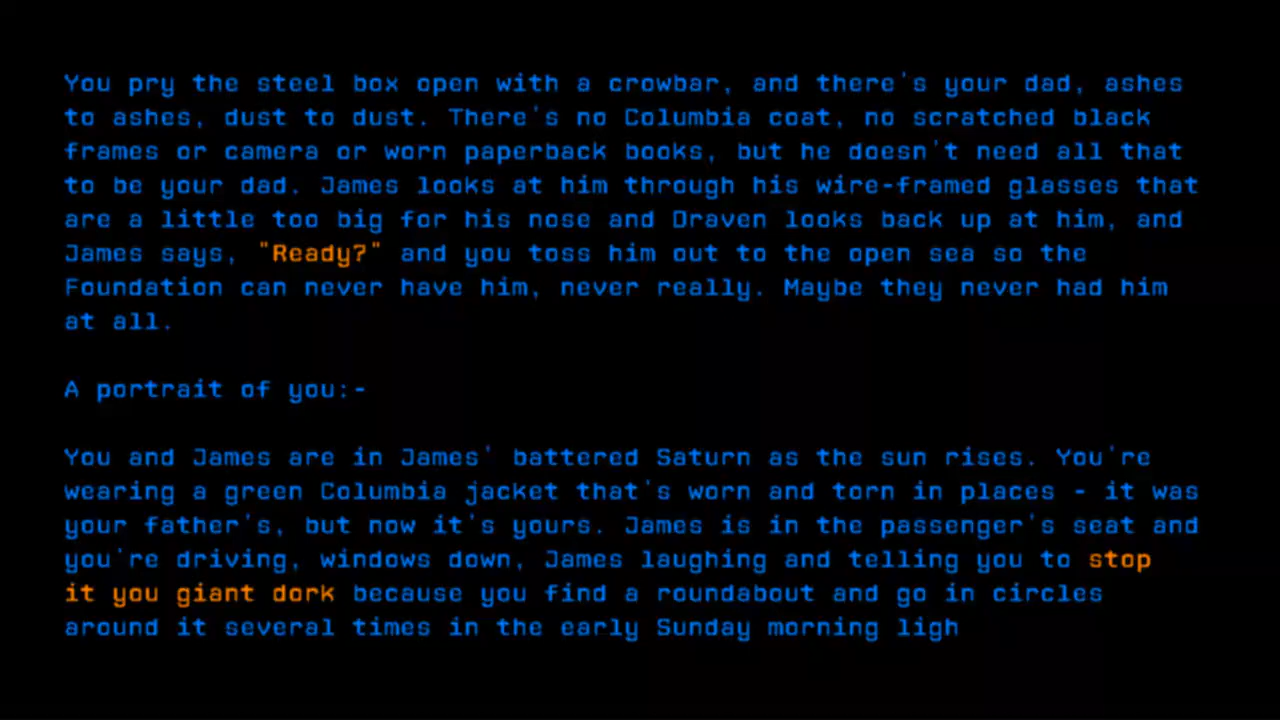 You pry the steel box open with a crowbar, and there's your dad, ashes
to ashes, dust to dust. There's no Columbia coat, no scratched black
frames or camera or worn paperback books, but he doesn't need all that
to be your dad. James looks at him through his wire-framed glasses that
are a little too big for his nose and Draven looks back up at him, and
James says, "Ready?" and you toss him out to the open sea so the
Foundation can never have him, never really. Maybe they never had him
at all.
A portrait of you:-
You and James are in James' battered Saturn as the sun rises. You're
wearing a green Columbia jacket that's worn and torn in places - it was
your father's, but now it's yours. James is in the passenger's seat and
you're driving, windows down, James laughing and telling you to stop
it you giant dork because you find a roundabout and go in circles
around it several times in the early Sunday morning ligh